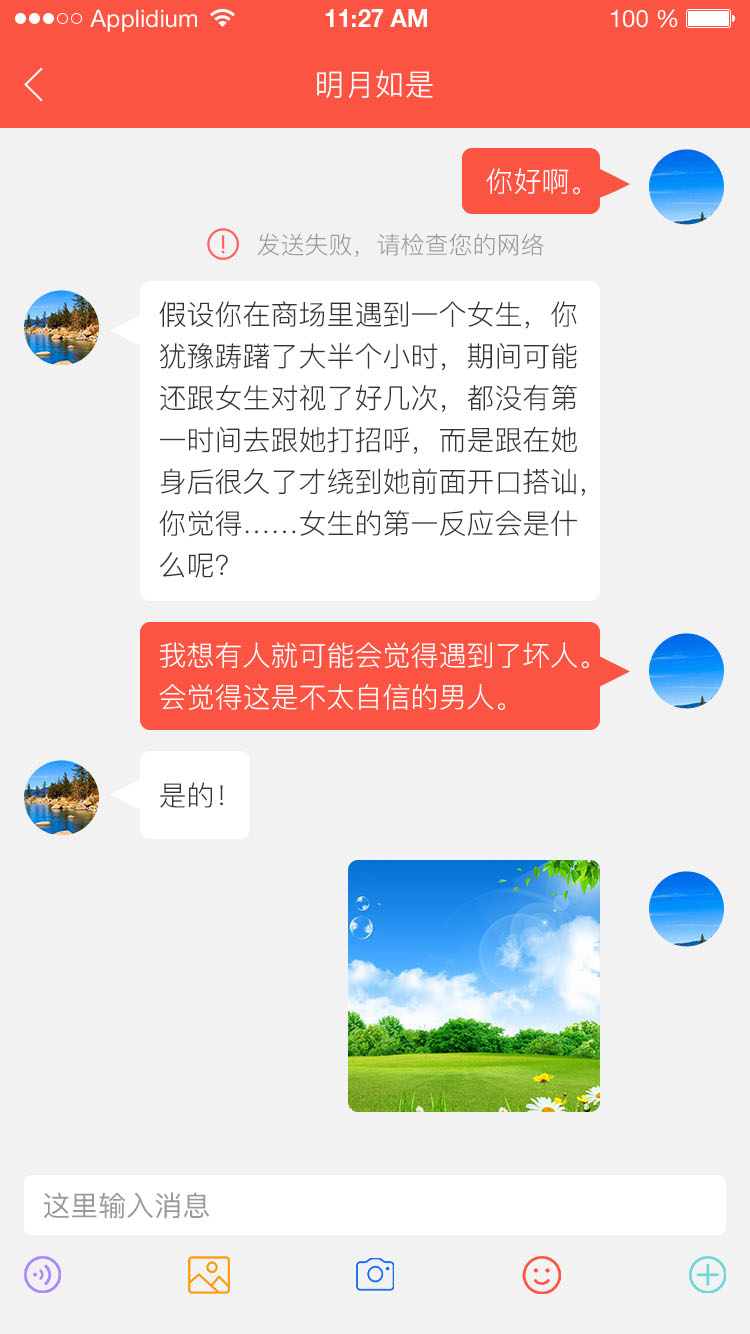 Applidium 11:27 AM 100 %
明月如是
你好啊。
发送失败，请检查您的网络
假设你在商场里遇到一个女生，你
犹豫踌躇了大半个小时，期间可能
还跟女生对视了好几次，都没有第
一时间去跟她打招呼，而是跟在她
身后很久了才绕到她前面开口搭讪，
你觉得……女生的第一反应会是什
么呢？
我想有人就可能会觉得遇到了坏人。
会觉得这是不太自信的男人。
是的！
这里输入消息